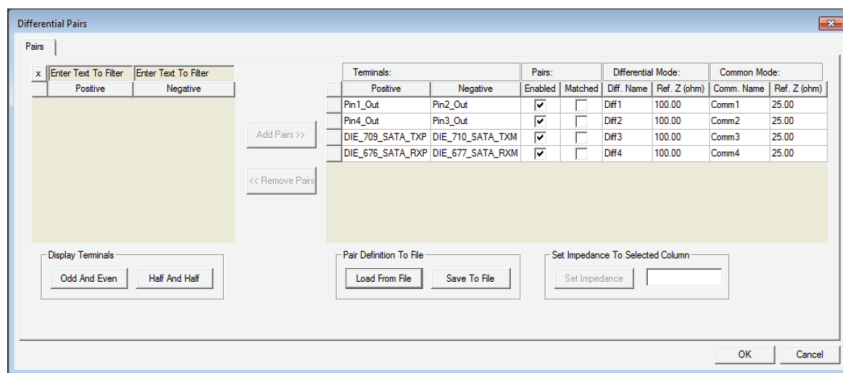 Differential Pairs
Pairs
x Enter Text To Filter Enter Text To Filter
Positive Negative
Add Pairs >>
<< Remove Pairs
Terminals: Pairs: Differential Mode: Common Mode:
Positive Negative Enabled Matched Diff. Name Ref. Z (ohm) Comm. Name Ref. Z (ohm)
Pin1_Out Pin2_Out Diff1 100.00 Comm1 25.00
Pin4_Out Pin3_Out Diff2 100.00 Comm2 25.00
DIE_709_SATA_TXP DIE_710_SATA_TXM Diff3 100.00 Comm3 25.00
DIE_676_SATA_RXP DIE_677_SATA_RXM Diff4 100.00 Comm4 25.00
Display Terminals
Odd And Even Half And Half
Pair Definition To File
Load From File Save To File
Set Impedance To Selected Column
Set Impedance
OK Cancel